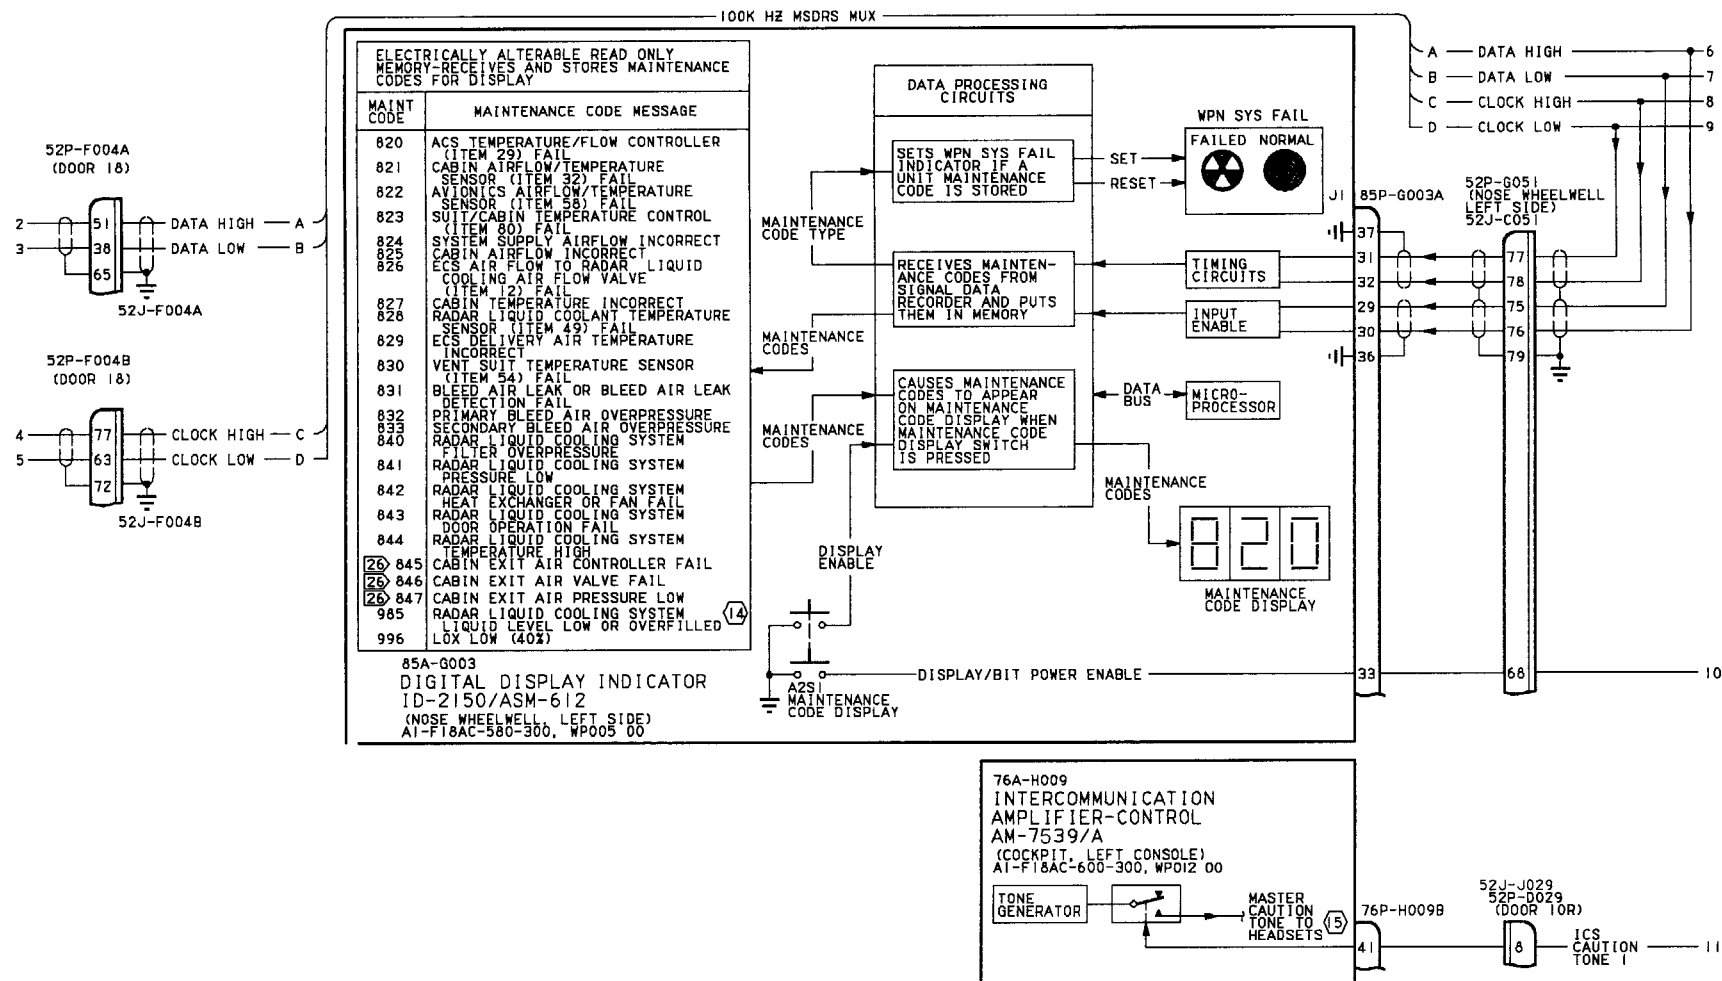 100K HZ MSDRS MUX
52P-F004A
(DOOR 18)
2
51
DATA HIGH
A
3
38
DATA LOW
B
65
52J-F004A
52P-F004B
(DOOR 18)
4
77
CLOCK HIGH
C
5
63
CLOCK LOW
D
72
52J-F004B
ELECTRICALLY ALTERABLE READ ONLY
MEMORY-RECEIVES AND STORES MAINTENANCE
CODES FOR DISPLAY
MAINT
CODE
MAINTENANCE CODE MESSAGE
820 ACS TEMPERATURE/FLOW CONTROLLER
(ITEM 29) FAIL
821 CABIN AIRFLOW/TEMPERATURE
SENSOR (ITEM 32) FAIL
822 AVIONICS AIRFLOW/TEMPERATURE
SENSOR (ITEM 58) FAIL
823 SUIT/CABIN TEMPERATURE CONTROL
(ITEM 80) FAIL
824 SYSTEM SUPPLY AIRFLOW INCORRECT
825 CABIN AIRFLOW INCORRECT
826 ECS AIR FLOW TO RADAR LIQUID
COOLING AIR FLOW VALVE
(ITEM 12) FAIL
827 CABIN TEMPERATURE INCORRECT
828 RADAR LIQUID COOLANT TEMPERATURE
SENSOR (ITEM 49) FAIL
829 ECS DELIVERY AIR TEMPERATURE
INCORRECT
830 VENT SUIT TEMPERATURE SENSOR
(ITEM 54) FAIL
831 BLEED AIR LEAK OR BLEED AIR LEAK
DETECTION FAIL
832 PRIMARY BLEED AIR OVERPRESSURE
833 SECONDARY BLEED AIR OVERPRESSURE
840 RADAR LIQUID COOLING SYSTEM
FILTER OVERPRESSURE
841 RADAR LIQUID COOLING SYSTEM
PRESSURE LOW
842 RADAR LIQUID COOLING SYSTEM
HEAT EXCHANGER OR FAN FAIL
843 RADAR LIQUID COOLING SYSTEM
DOOR OPERATION FAIL
844 RADAR LIQUID COOLING SYSTEM
TEMPERATURE HIGH
26 845 CABIN EXIT AIR CONTROLLER FAIL
26 846 CABIN EXIT AIR VALVE FAIL
26 847 CABIN EXIT AIR PRESSURE LOW
985 RADAR LIQUID COOLING SYSTEM 14
LIQUID LEVEL LOW OR OVERFILLED
996 LOX LOW (40%)
85A-G003
DIGITAL DISPLAY INDICATOR
ID-2150/ASM-612
(NOSE WHEELWELL, LEFT SIDE)
A1-F18AC-580-300, WP005 00
MAINTENANCE
CODE TYPE
MAINTENANCE
CODES
MAINTENANCE
CODES
DISPLAY
ENABLE
A2S1
MAINTENANCE
CODE DISPLAY
DATA PROCESSING
CIRCUITS
SETS WPN SYS FAIL
INDICATOR IF A
UNIT MAINTENANCE
CODE IS STORED
RECEIVES MAINTEN-
ANCE CODES FROM
SIGNAL DATA
RECORDER AND PUTS
THEM IN MEMORY
CAUSES MAINTENANCE
CODES TO APPEAR
ON MAINTENANCE
CODE DISPLAY WHEN
MAINTENANCE CODE
DISPLAY SWITCH
IS PRESSED
SET
RESET
WPN SYS FAIL
FAILED NORMAL
TIMING
CIRCUITS
INPUT
ENABLE
DATA
BUS
MICRO-
PROCESSOR
MAINTENANCE
CODES
820
MAINTENANCE
CODE DISPLAY
DISPLAY/BIT POWER ENABLE
J1
85P-G003A
37
31
32
29
30
36
33
52P-G051
(NOSE WHEELWELL
LEFT SIDE)
52J-C051
77
78
75
76
79
68
10
A DATA HIGH 6
B DATA LOW 7
C CLOCK HIGH 8
D CLOCK LOW 9
76A-H009
INTERCOMMUNICATION
AMPLIFIER-CONTROL
AM-7539/A
(COCKPIT, LEFT CONSOLE)
A1-F18AC-600-300, WP012 00
TONE
GENERATOR
MASTER
CAUTION
TONE TO
HEADSETS
15
76P-H009B
41
52J-J029
52P-D029
(DOOR 10R)
8
ICS
CAUTION
TONE 1
11